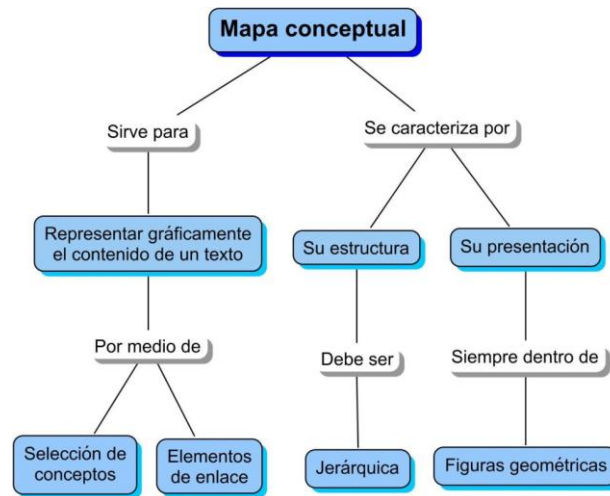 Mapa conceptual
Sirve para
Se caracteriza por
Representar gráficamente
el contenido de un texto
Su estructura
Su presentación
Por medio de
Debe ser
Siempre dentro de
Selección de
conceptos
Elementos
de enlace
Jerárquica
Figuras geométricas